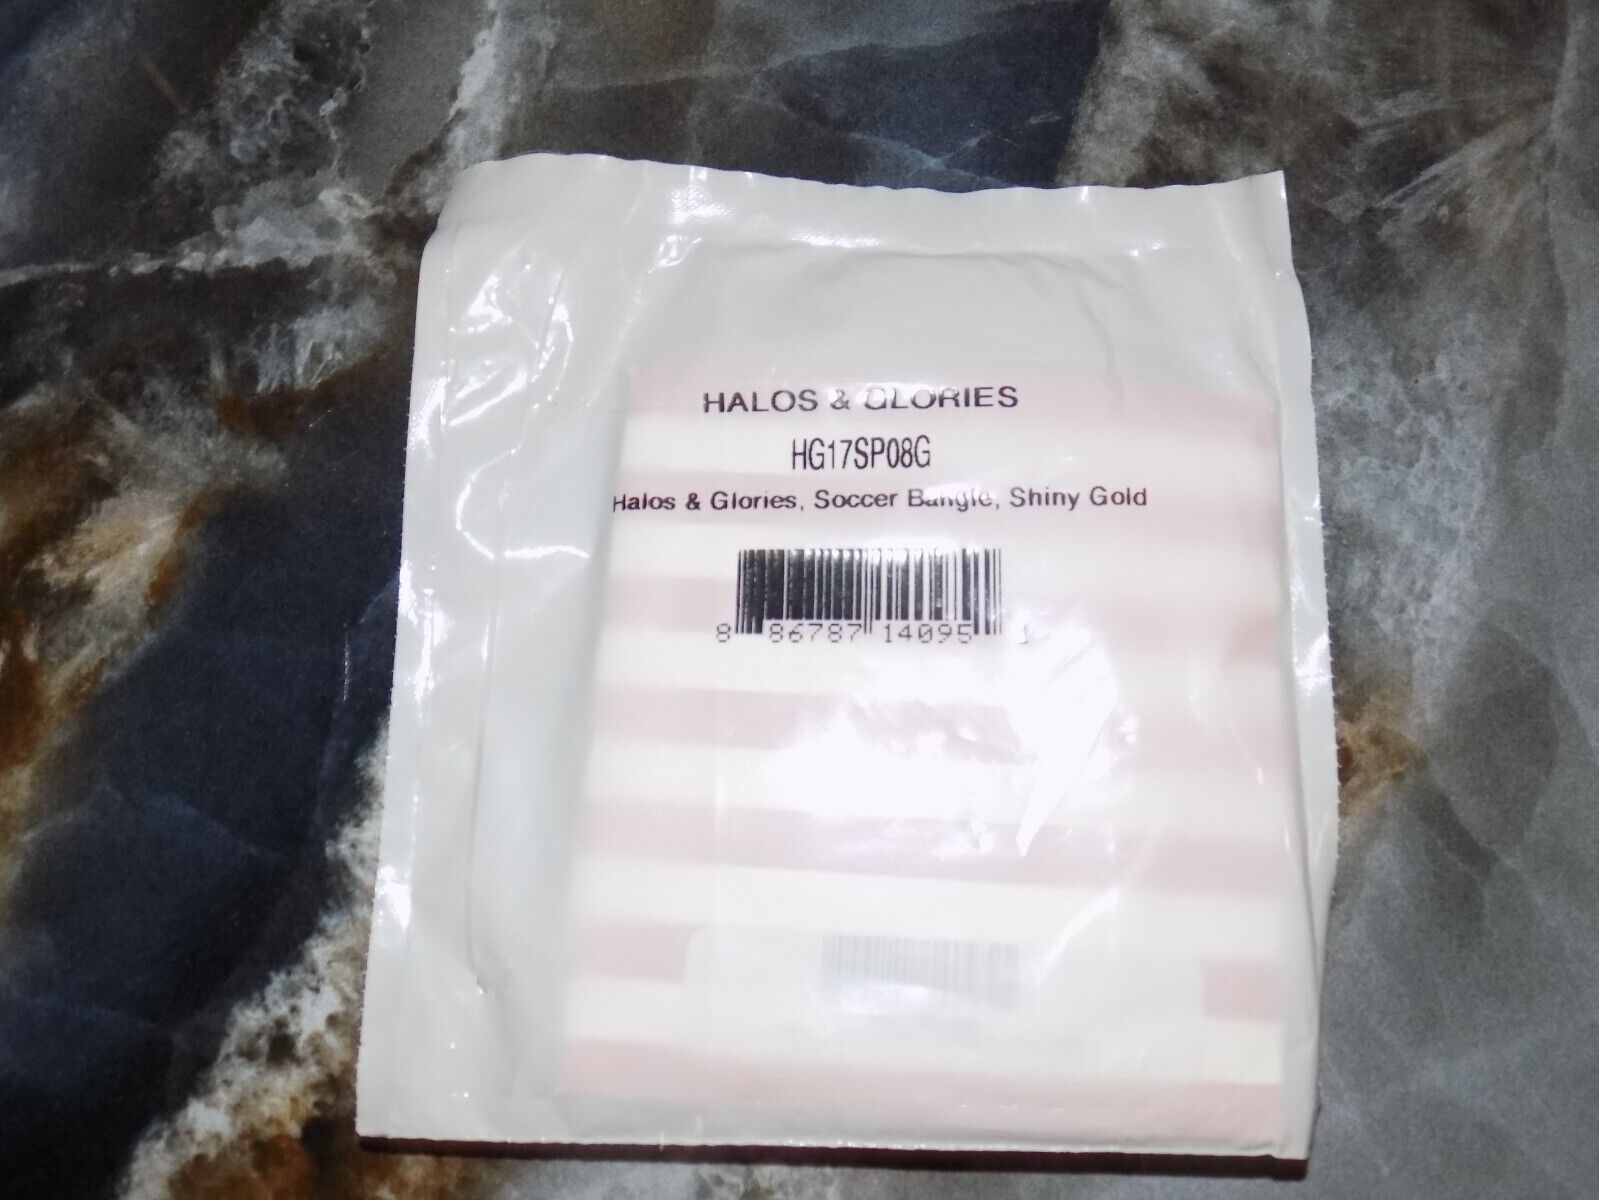 HALOS & GLORIES
HG17SP08G
Halos & Glories, Soccer Bangle, Shiny Gold
8 86787 14095 1